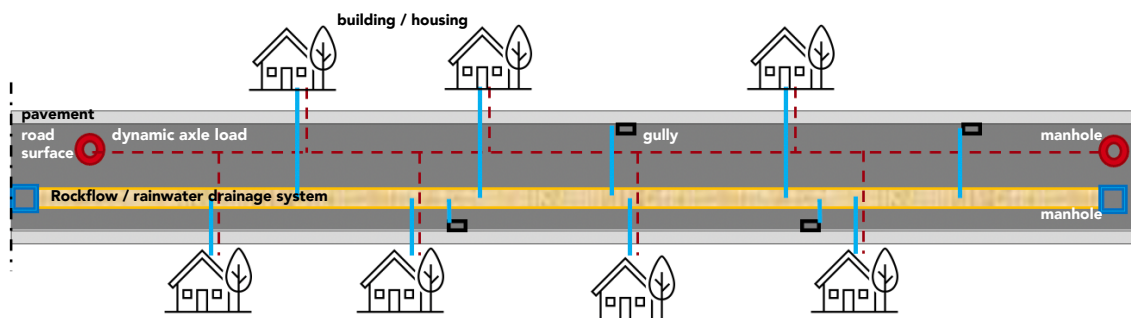 building / housing
pavement
road
surface
dynamic axle load
gully
manhole
Rockflow / rainwater drainage system
manhole